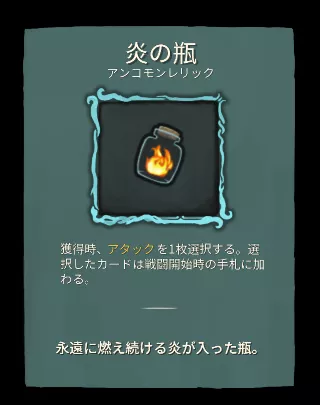 炎の瓶
アンコモンレリック
獲得時、アタックを1枚選択する。選
択したカードは戦闘開始時の手札に加
わる。
永遠に燃え続ける炎が入った瓶。